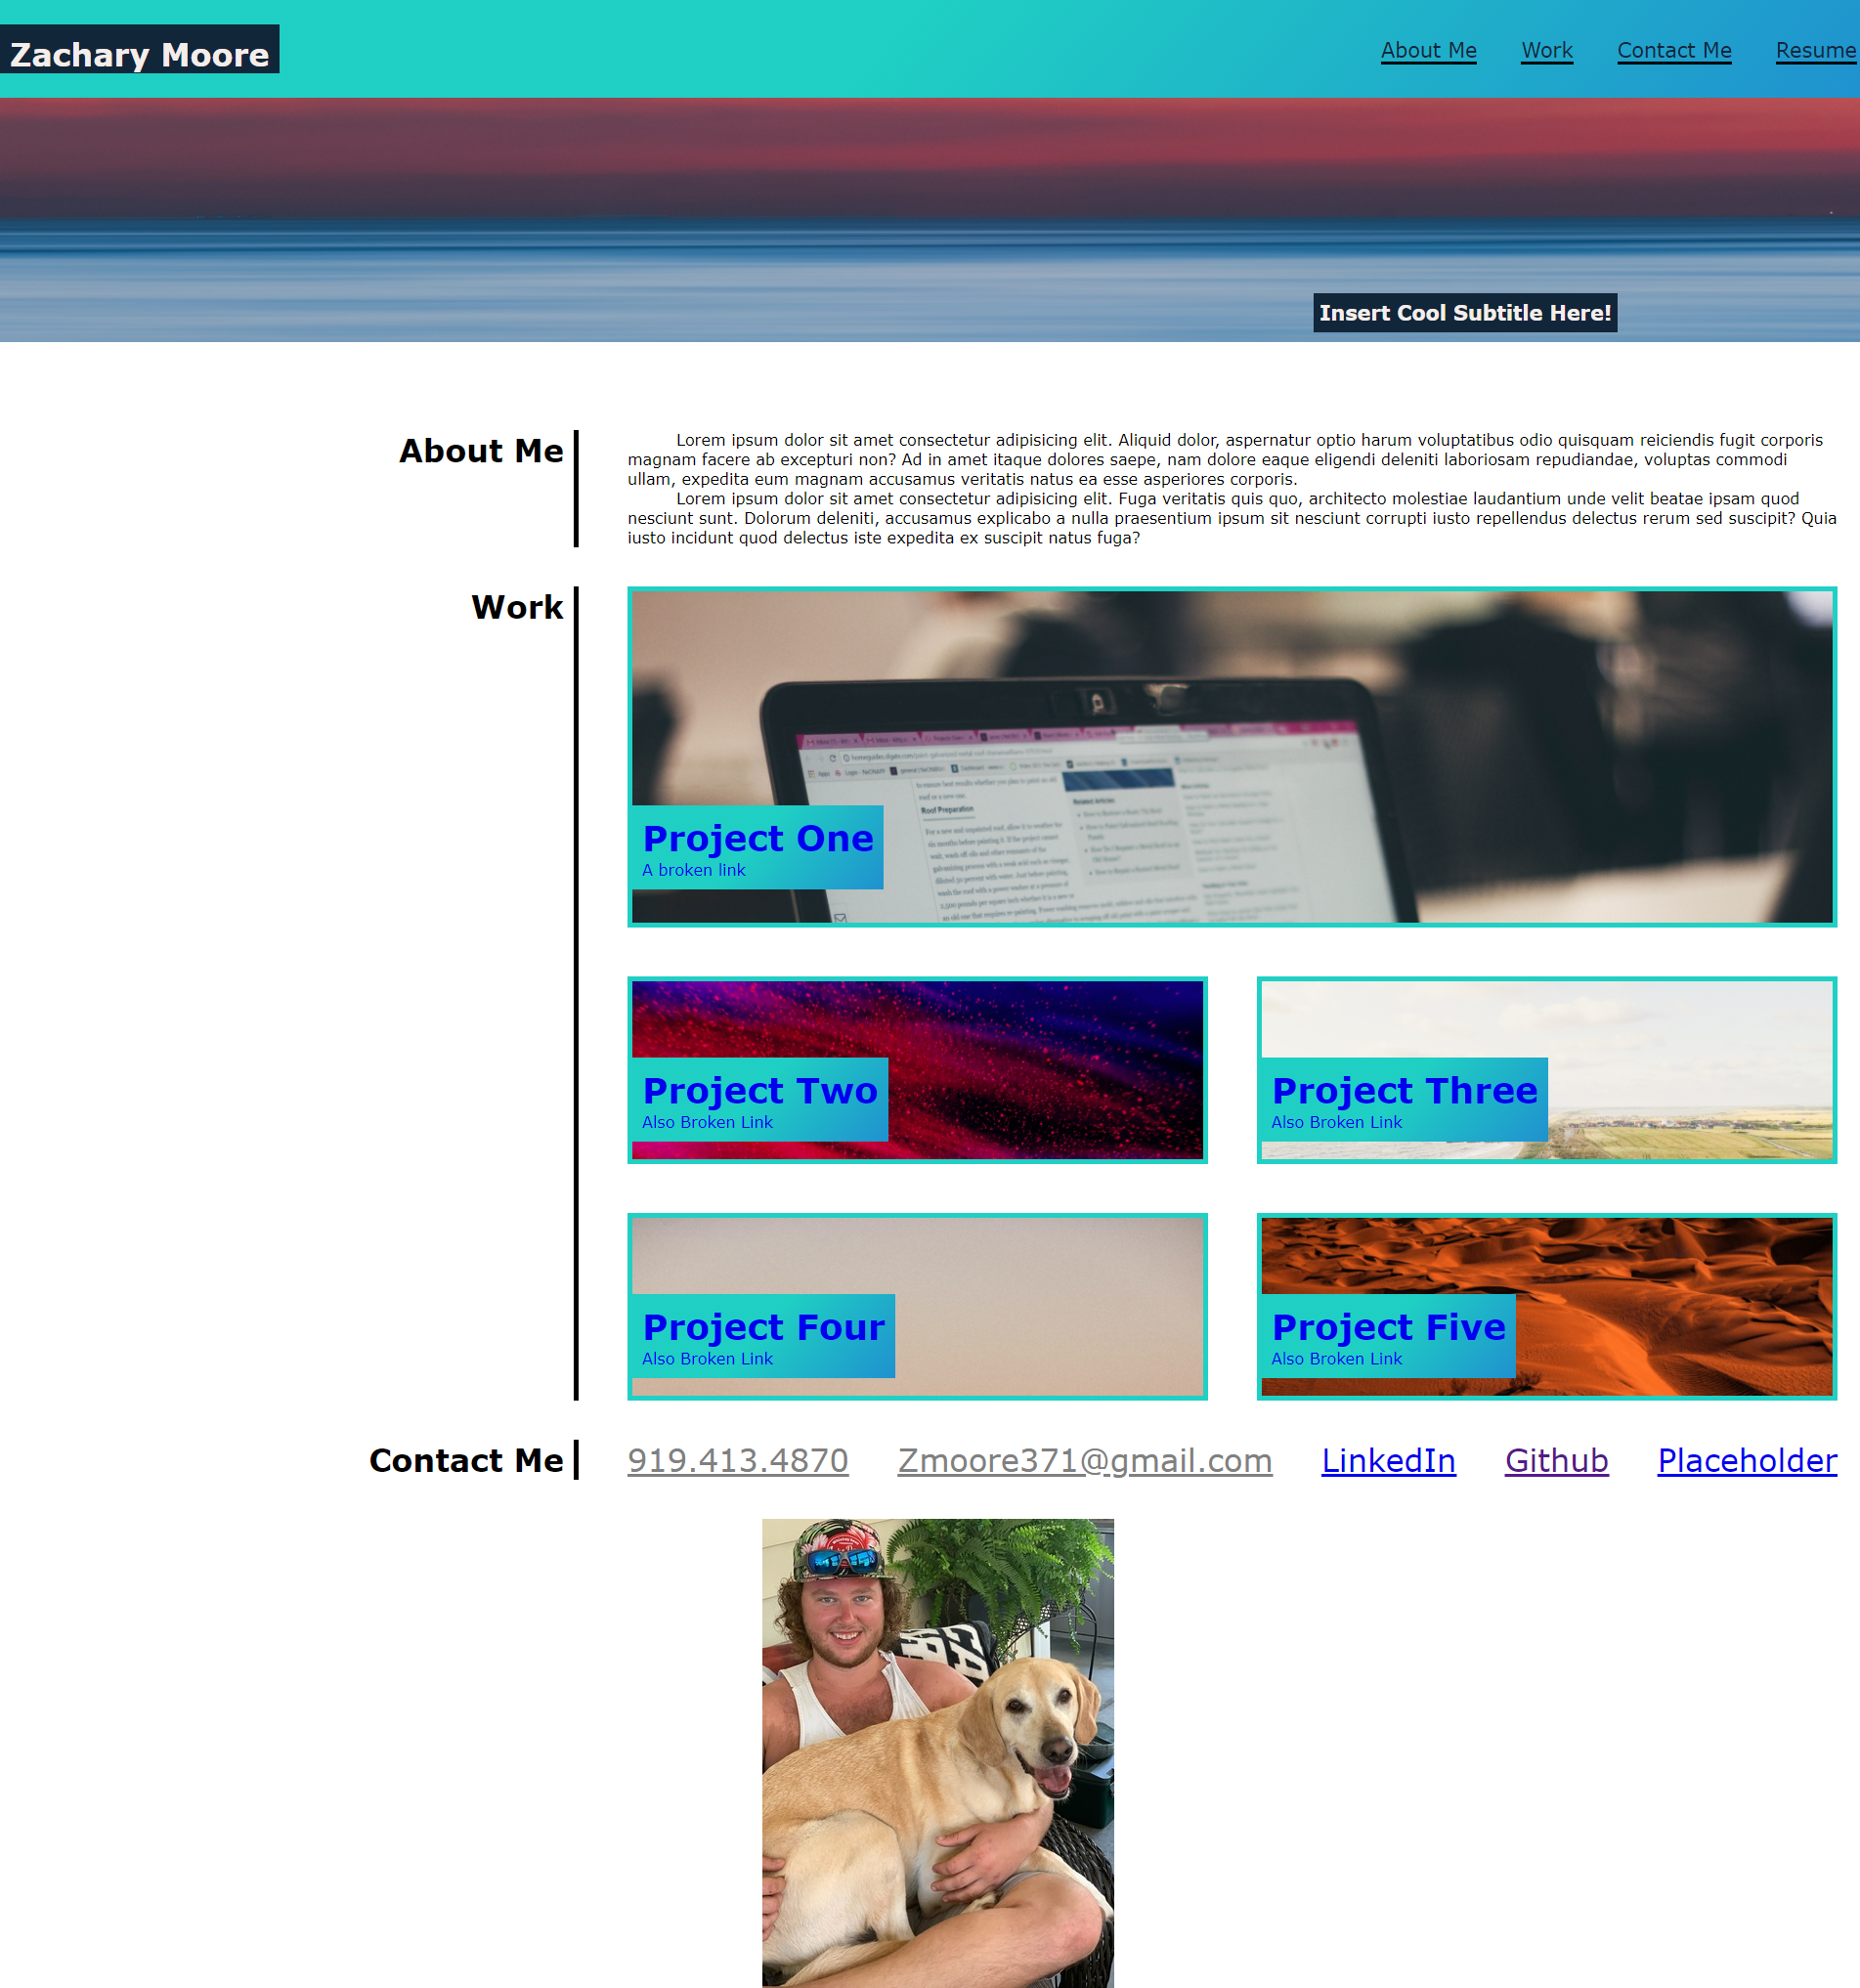 Zachary Moore
About Me Work Contact Me Resume
Insert Cool Subtitle Here!
About Me
Lorem ipsum dolor sit amet consectetur adipisicing elit. Aliquid dolor, aspernatur optio harum voluptatibus odio quisquam reiciendis fugit corporis
magnam facere ab excepturi non? Ad in amet itaque dolores saepe, nam dolore eaque eligendi deleniti laboriosam repudiandae, voluptas commodi
ullam, expedita eum magnam accusamus veritatis natus ea esse asperiores corporis.
Lorem ipsum dolor sit amet consectetur adipisicing elit. Fuga veritatis quis quo, architecto molestiae laudantium unde velit beatae ipsam quod
nesciunt sunt. Dolorum deleniti, accusamus explicabo a nulla praesentium ipsum sit nesciunt corrupti iusto repellendus delectus rerum sed suscipit? Quia
iusto incidunt quod delectus iste expedita ex suscipit natus fuga?
Work
Roof Preparation
Related Articles
Project One
A broken link
Project Two
Also Broken Link
Project Three
Also Broken Link
Project Four
Also Broken Link
Project Five
Also Broken Link
Contact Me
919.413.4870 Zmoore371@gmail.com LinkedIn Github Placeholder